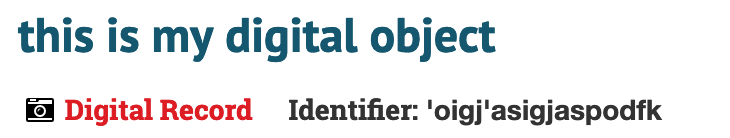 this is my digital object
Digital Record Identifier: 'oigj'asigjaspodfk